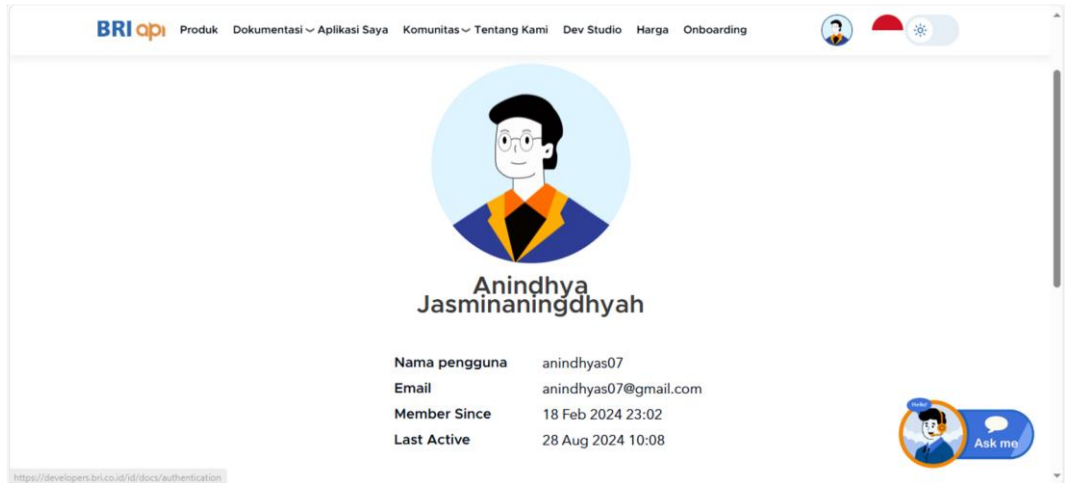 BRI api Produk Dokumentasi Aplikasi Saya Komunitas Tentang Kami Dev Studio Harga Onboarding
Anindhya
Jasminaningdhyah
Nama pengguna anindhyas07
Email anindhyas07@gmail.com
Member Since 18 Feb 2024 23:02
Last Active 28 Aug 2024 10:08
Hello!
Ask me
https://developers.bri.co.id/id/docs/authentication